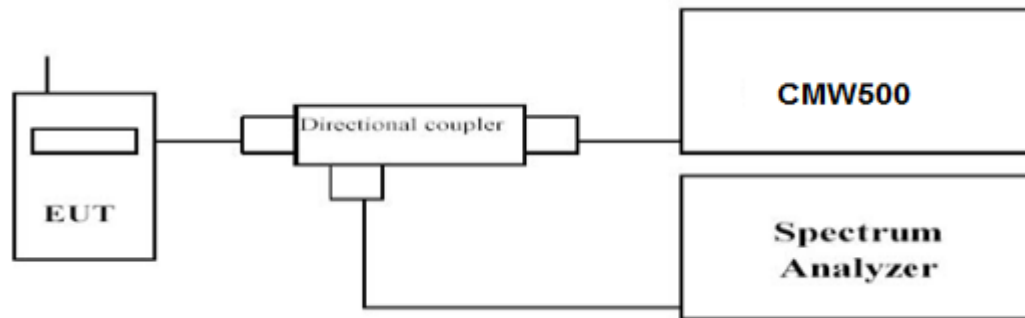 CMW500
Directional coupler
EUT
Spectrum
Analyzer